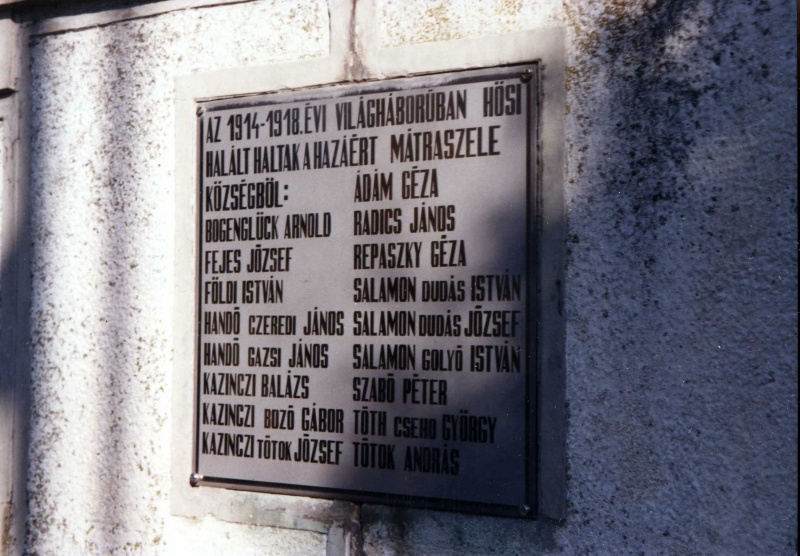 AZ 1914-1918.ÉVI VILÁGHÁBORÚBAN HŐSI
HALÁLT HALTAK A HAZÁÉRT MÁTRASZELE
KÖZSÉGBŐL:
BOGENGLÜCK ARNOLD
FEJES JÓZSEF
FÖLDI ISTVÁN
HANDÓ CZEREDI JÁNOS
HANDÓ GAZSI JÁNOS
KAZINCZI BALÁZS
KAZINCZI BOZÓ GÁBOR
KAZINCZI TŐTOK JÓZSEF
ÁDÁM GÉZA
RADICS JÁNOS
REPASZKY GÉZA
SALAMON DUDÁS ISTVÁN
SALAMON DUDÁS JÓZSEF
SALAMON GOLYÓ ISTVÁN
SZABÓ PÉTER
TÓTH CSEHO GYÖRGY
TŐTOK ANDRÁS